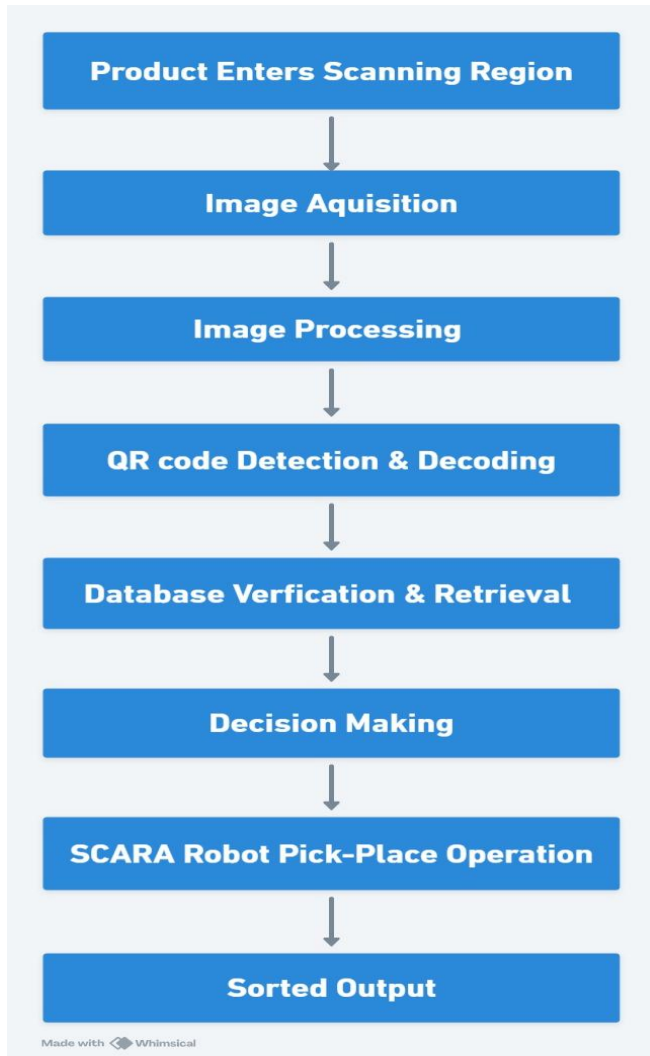 Product Enters Scanning Region
Image Aquisition
Image Processing
QR code Detection & Decoding
Database Verfication & Retrieval
Decision Making
SCARA Robot Pick-Place Operation
Sorted Output
Made with Whimsical